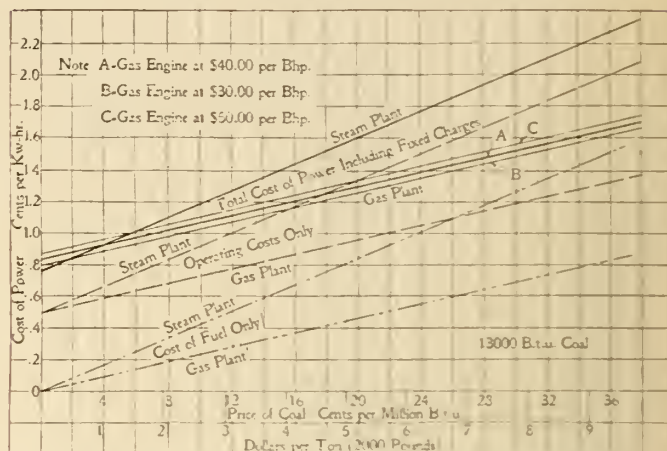 2.2
2.0
1.8
1.6
1.4
1.2
1.0
.8
.6
.4
.2
0
Cost of Power Cents per Kw-hr.
Note A-Gas Engine at $40.00 per Bhp.
B-Gas Engine at $30.00 per Bhp.
C-Gas Engine at $50.00 per Bhp.
Steam Plant
Total Cost of Power Including Fixed Charges
A
C
B
Gas Plant
Steam Plant
Operating Costs Only
Gas Plant
Steam Plant
Cost of Fuel Only
Gas Plant
13000 B.t.u. Coal
4 8 12 16 20 24 28 32 36
Price of Coal Cents per Million B.t.u.
1 2 3 4 5 6 7 8 9
Dollars per Ton (2000 Pounds)